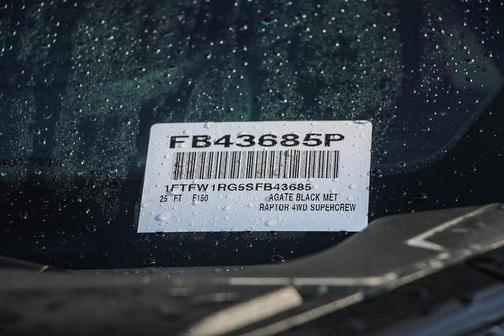 FB43685P
1FTFW1RG5SFB43685
25 FT F150 AGATE BLACK MET
RAPTOR 4WD SUPERCREW